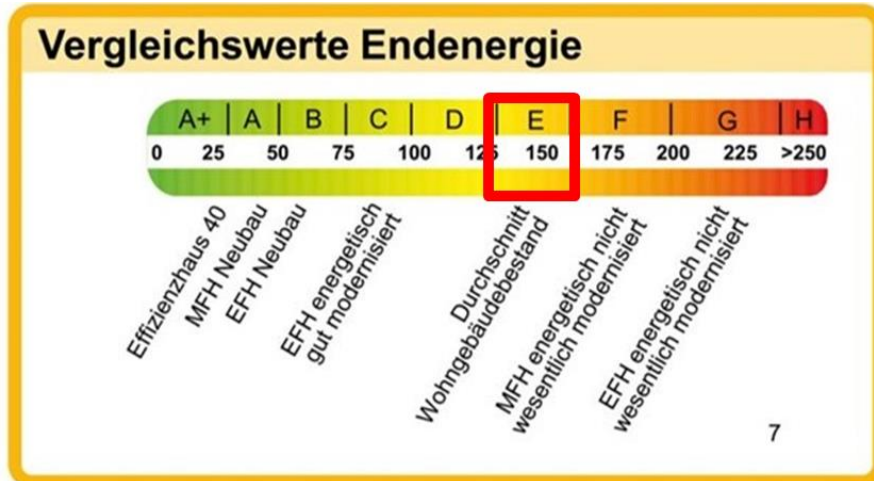 Vergleichswerte Endenergie
A+ | A | B | C | D | E | F | G | H
0 25 50 75 100 125 150 175 200 225 >250
Effizienzhaus 40
MFH Neubau
EFH Neubau
EFH energetisch
gut modernisiert
Durchschnitt
Wohngebäudebestand
MFH energetisch nicht
wesentlich modernisiert
EFH energetisch nicht
wesentlich modernisiert
7